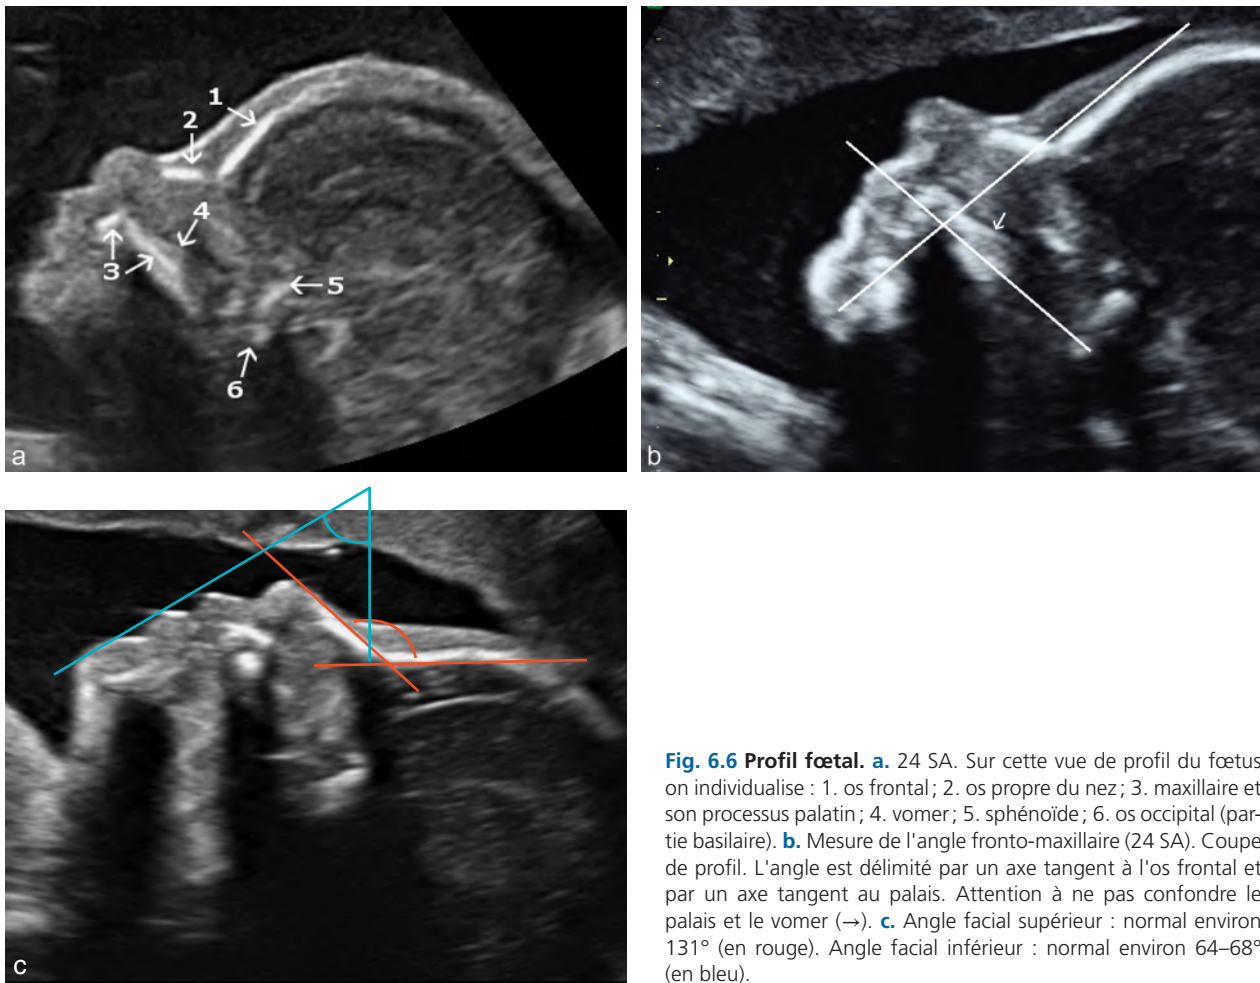 1
2
3
4
5
6
a
b
c
Fig. 6.6 Profil fœtal. a. 24 SA. Sur cette vue de profil du fœtus
on individualise : 1. os frontal ; 2. os propre du nez ; 3. maxillaire et
son processus palatin ; 4. vomer ; 5. sphénoïde ; 6. os occipital (par-
tie basilaire). b. Mesure de l'angle fronto-maxillaire (24 SA). Coupe
de profil. L'angle est délimité par un axe tangent à l'os frontal et
par un axe tangent au palais. Attention à ne pas confondre le
palais et le vomer (→). c. Angle facial supérieur : normal environ
131° (en rouge). Angle facial inférieur : normal environ 64–68°
(en bleu).